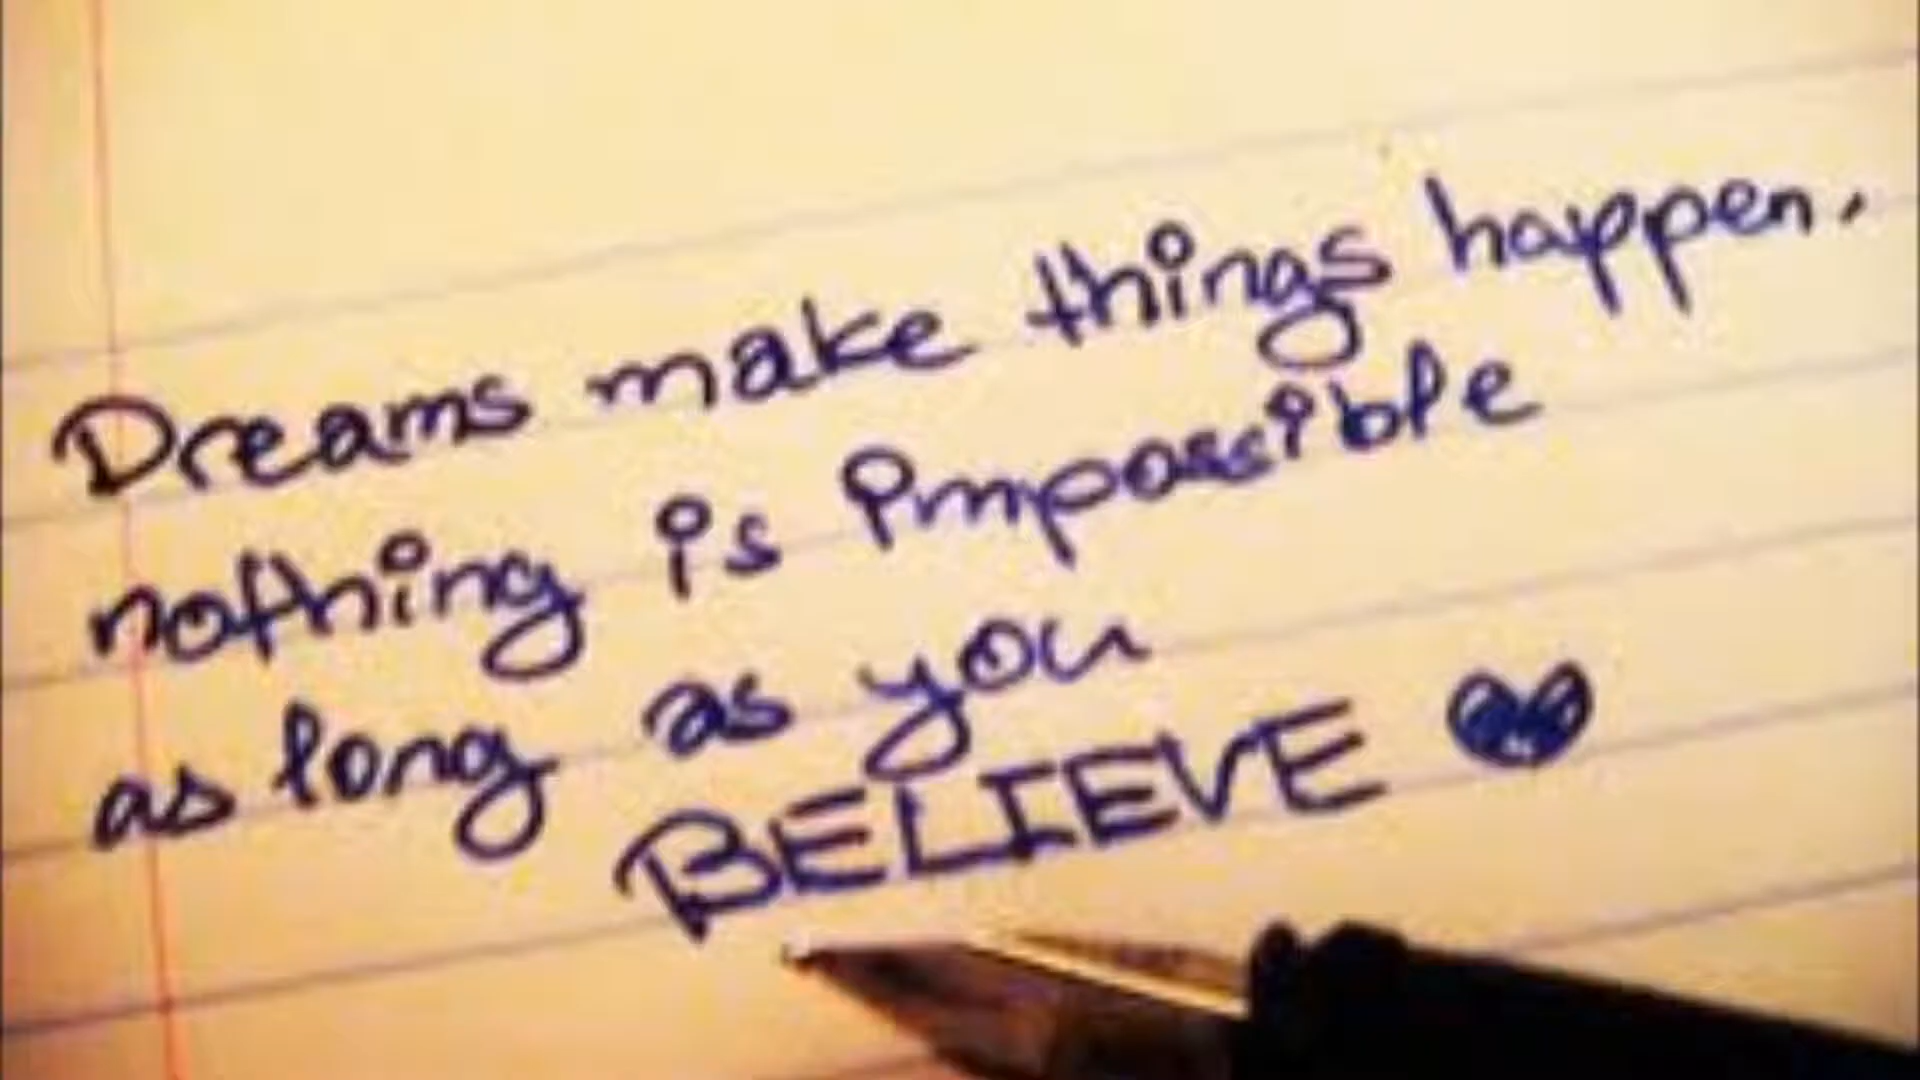 Dreams make things happen.
nothing is impossible
as long as you
BELIEVE